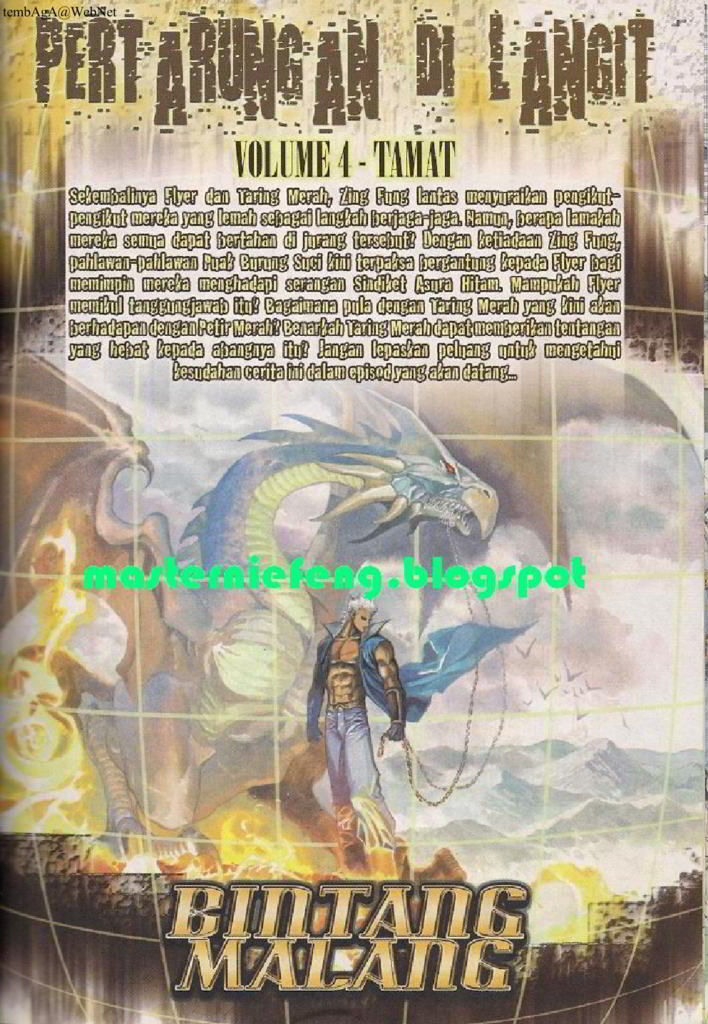 tembAgA@WebNet
PERTARUNGAN DI LANGIT
VOLUME 4 - TAMAT
Sekembalinya Flyer dan Taring Merah, Zing Fung lantas menyuraikan pengikut-
pengikut mereka yang lemah sebagai langkah berjaga-jaga. Namun, berapa lamakah
mereka semua dapat bertahan di jurang tersebut? Dengan ketiadaan Zing Fung,
pahlawan-pahlawan Puak Burung Suci kini terpaksa bergantung kepada Flyer bagi
memimpin mereka menghadapi serangan Sindiket Asura Hitam. Mampukah Flyer
memikul tanggungjawab itu? Bagaimana pula dengan Taring Merah yang kini akan
berhadapan dengan Petir Merah? Benarkah Taring Merah dapat memberikan tentangan
yang hebat kepada abangnya itu? Jangan lepaskan peluang untuk mengetahui
kesudahan cerita ini dalam episod yang akan datang...
masterniefeng.blogspot
BINTANG
MALANG